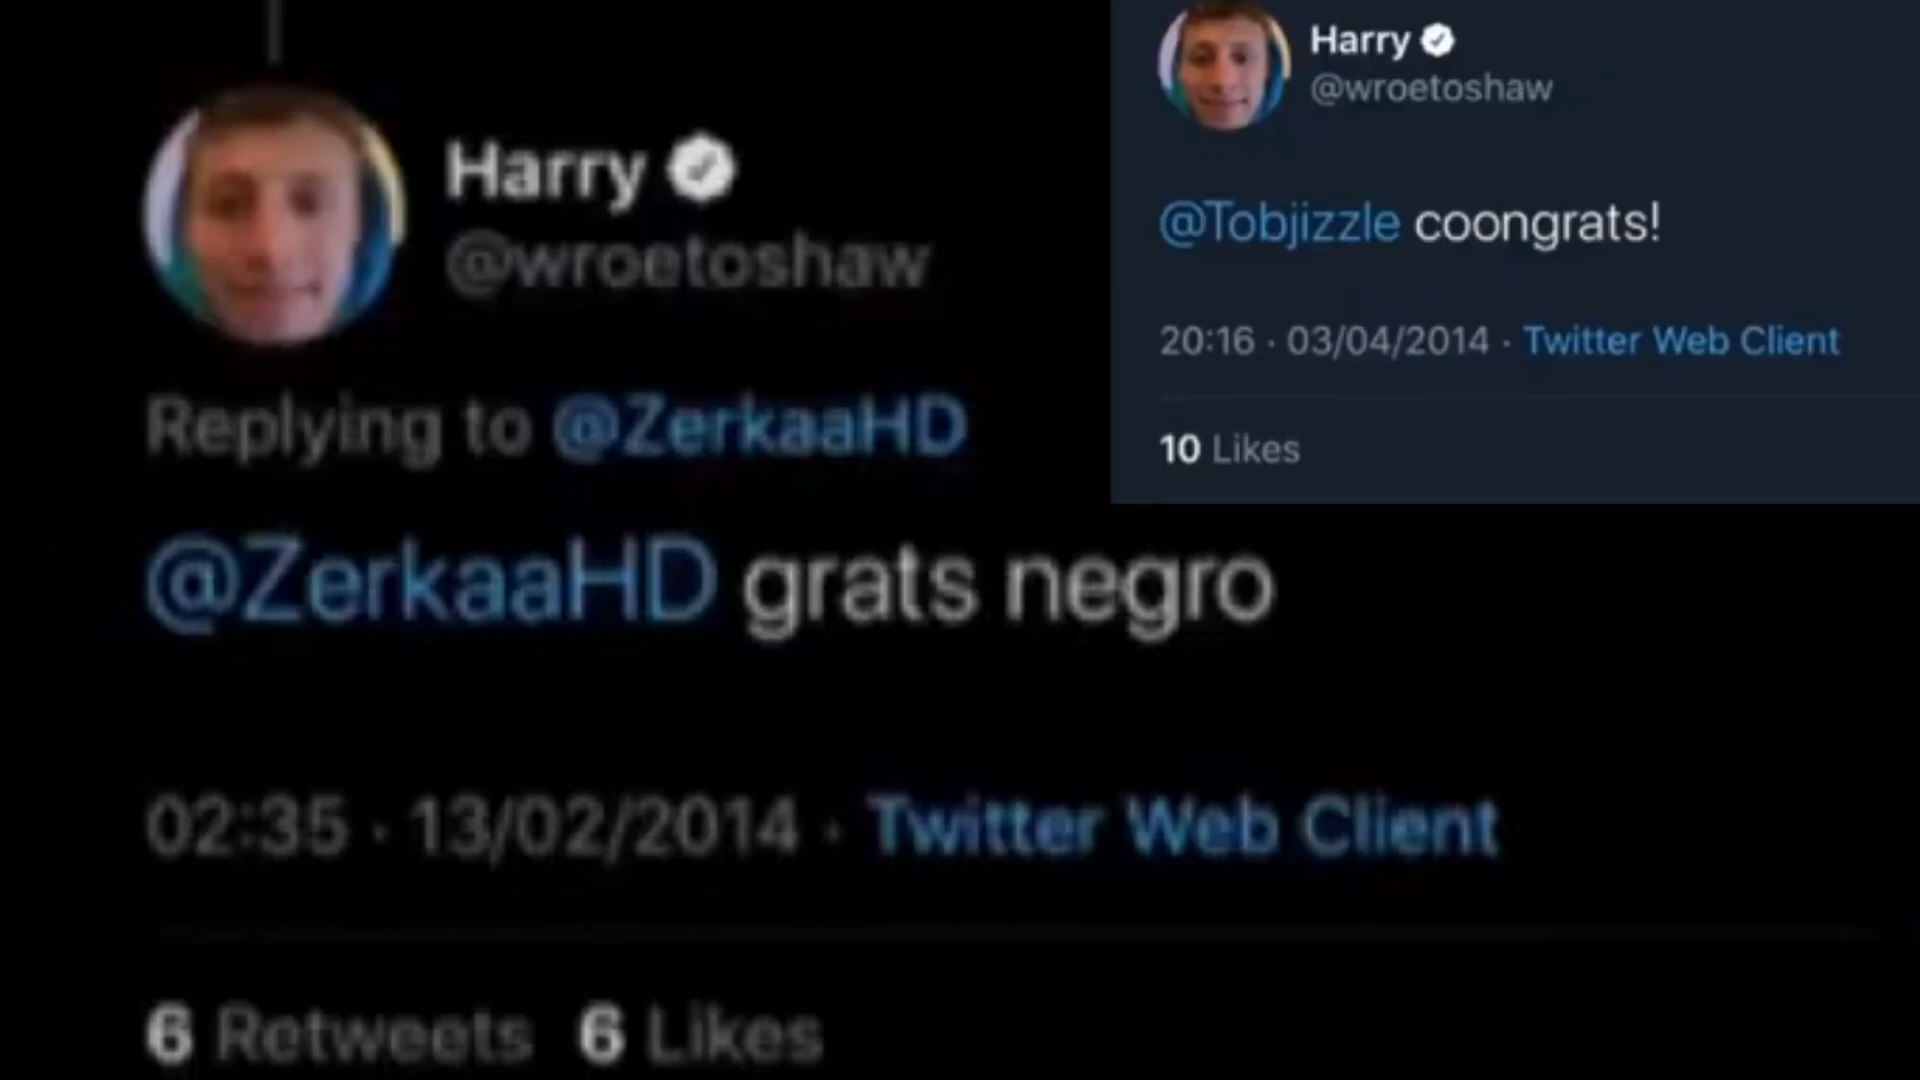 Harry
@wroetoshaw
Replying to @ZerkaaHD
@ZerkaaHD grats negro
02:35 · 13/02/2014 · Twitter Web Client
6 Retweets 6 Likes
Harry
@wroetoshaw
@Tobjizzle coongrats!
20:16 · 03/04/2014 · Twitter Web Client
10 Likes